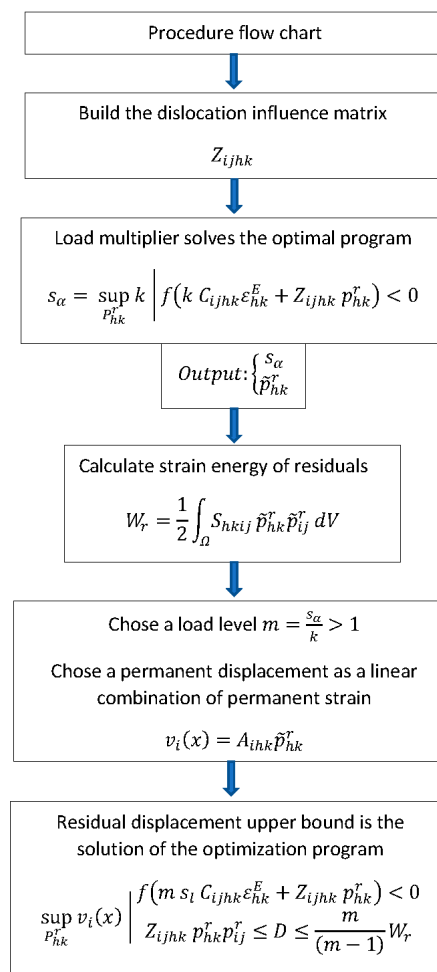 Procedure flow chart
Build the dislocation influence matrix
Z_{ijhk}
Load multiplier solves the optimal program
s_α = sup_{P^r_{hk}} k | f(k C_{ijhk} ε^E_{hk} + Z_{ijhk} p^r_{hk}) < 0
Output: { s_α
p̃^r_{hk}
Calculate strain energy of residuals
W_r = 1/2 ∫_Ω S_{hkij} p̃^r_{hk} p̃^r_{ij} dV
Chose a load level m = s_α/k > 1
Chose a permanent displacement as a linear
combination of permanent strain
v_i(x) = A_{ihk} p̃^r_{hk}
Residual displacement upper bound is the
solution of the optimization program
sup_{P^r_{hk}} v_i(x) | f(m s_l C_{ijhk} ε^E_{hk} + Z_{ijhk} p^r_{hk}) < 0
Z_{ijhk} p^r_{hk} p^r_{ij} ≤ D ≤ m/(m − 1) W_r